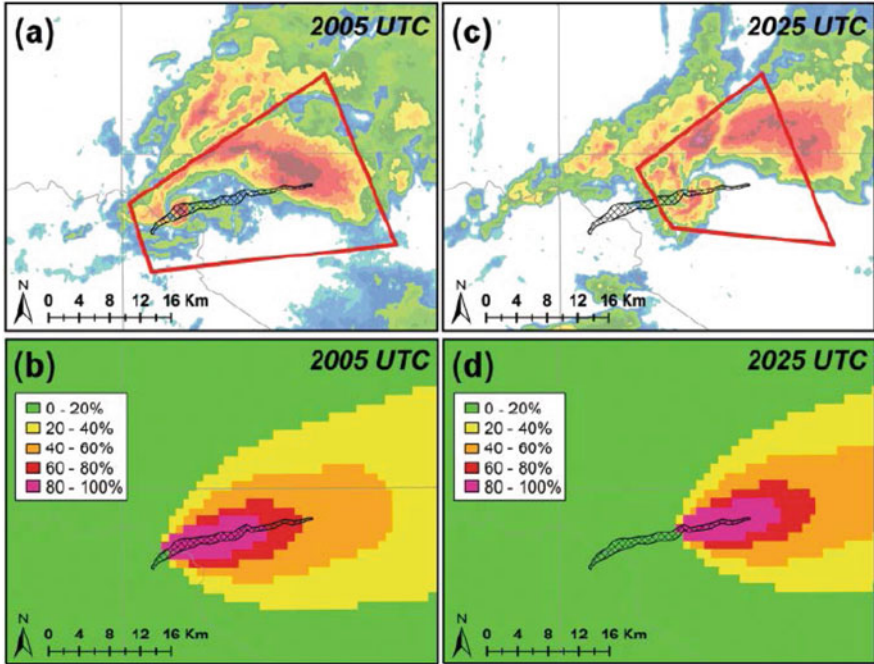 (a) 2005 UTC
N
0 4 8 12 16 Km
(c) 2025 UTC
N
0 4 8 12 16 Km
(b) 2005 UTC
0 - 20%
20 - 40%
40 - 60%
60 - 80%
80 - 100%
N
0 4 8 12 16 Km
(d) 2025 UTC
0 - 20%
20 - 40%
40 - 60%
60 - 80%
80 - 100%
N
0 4 8 12 16 Km